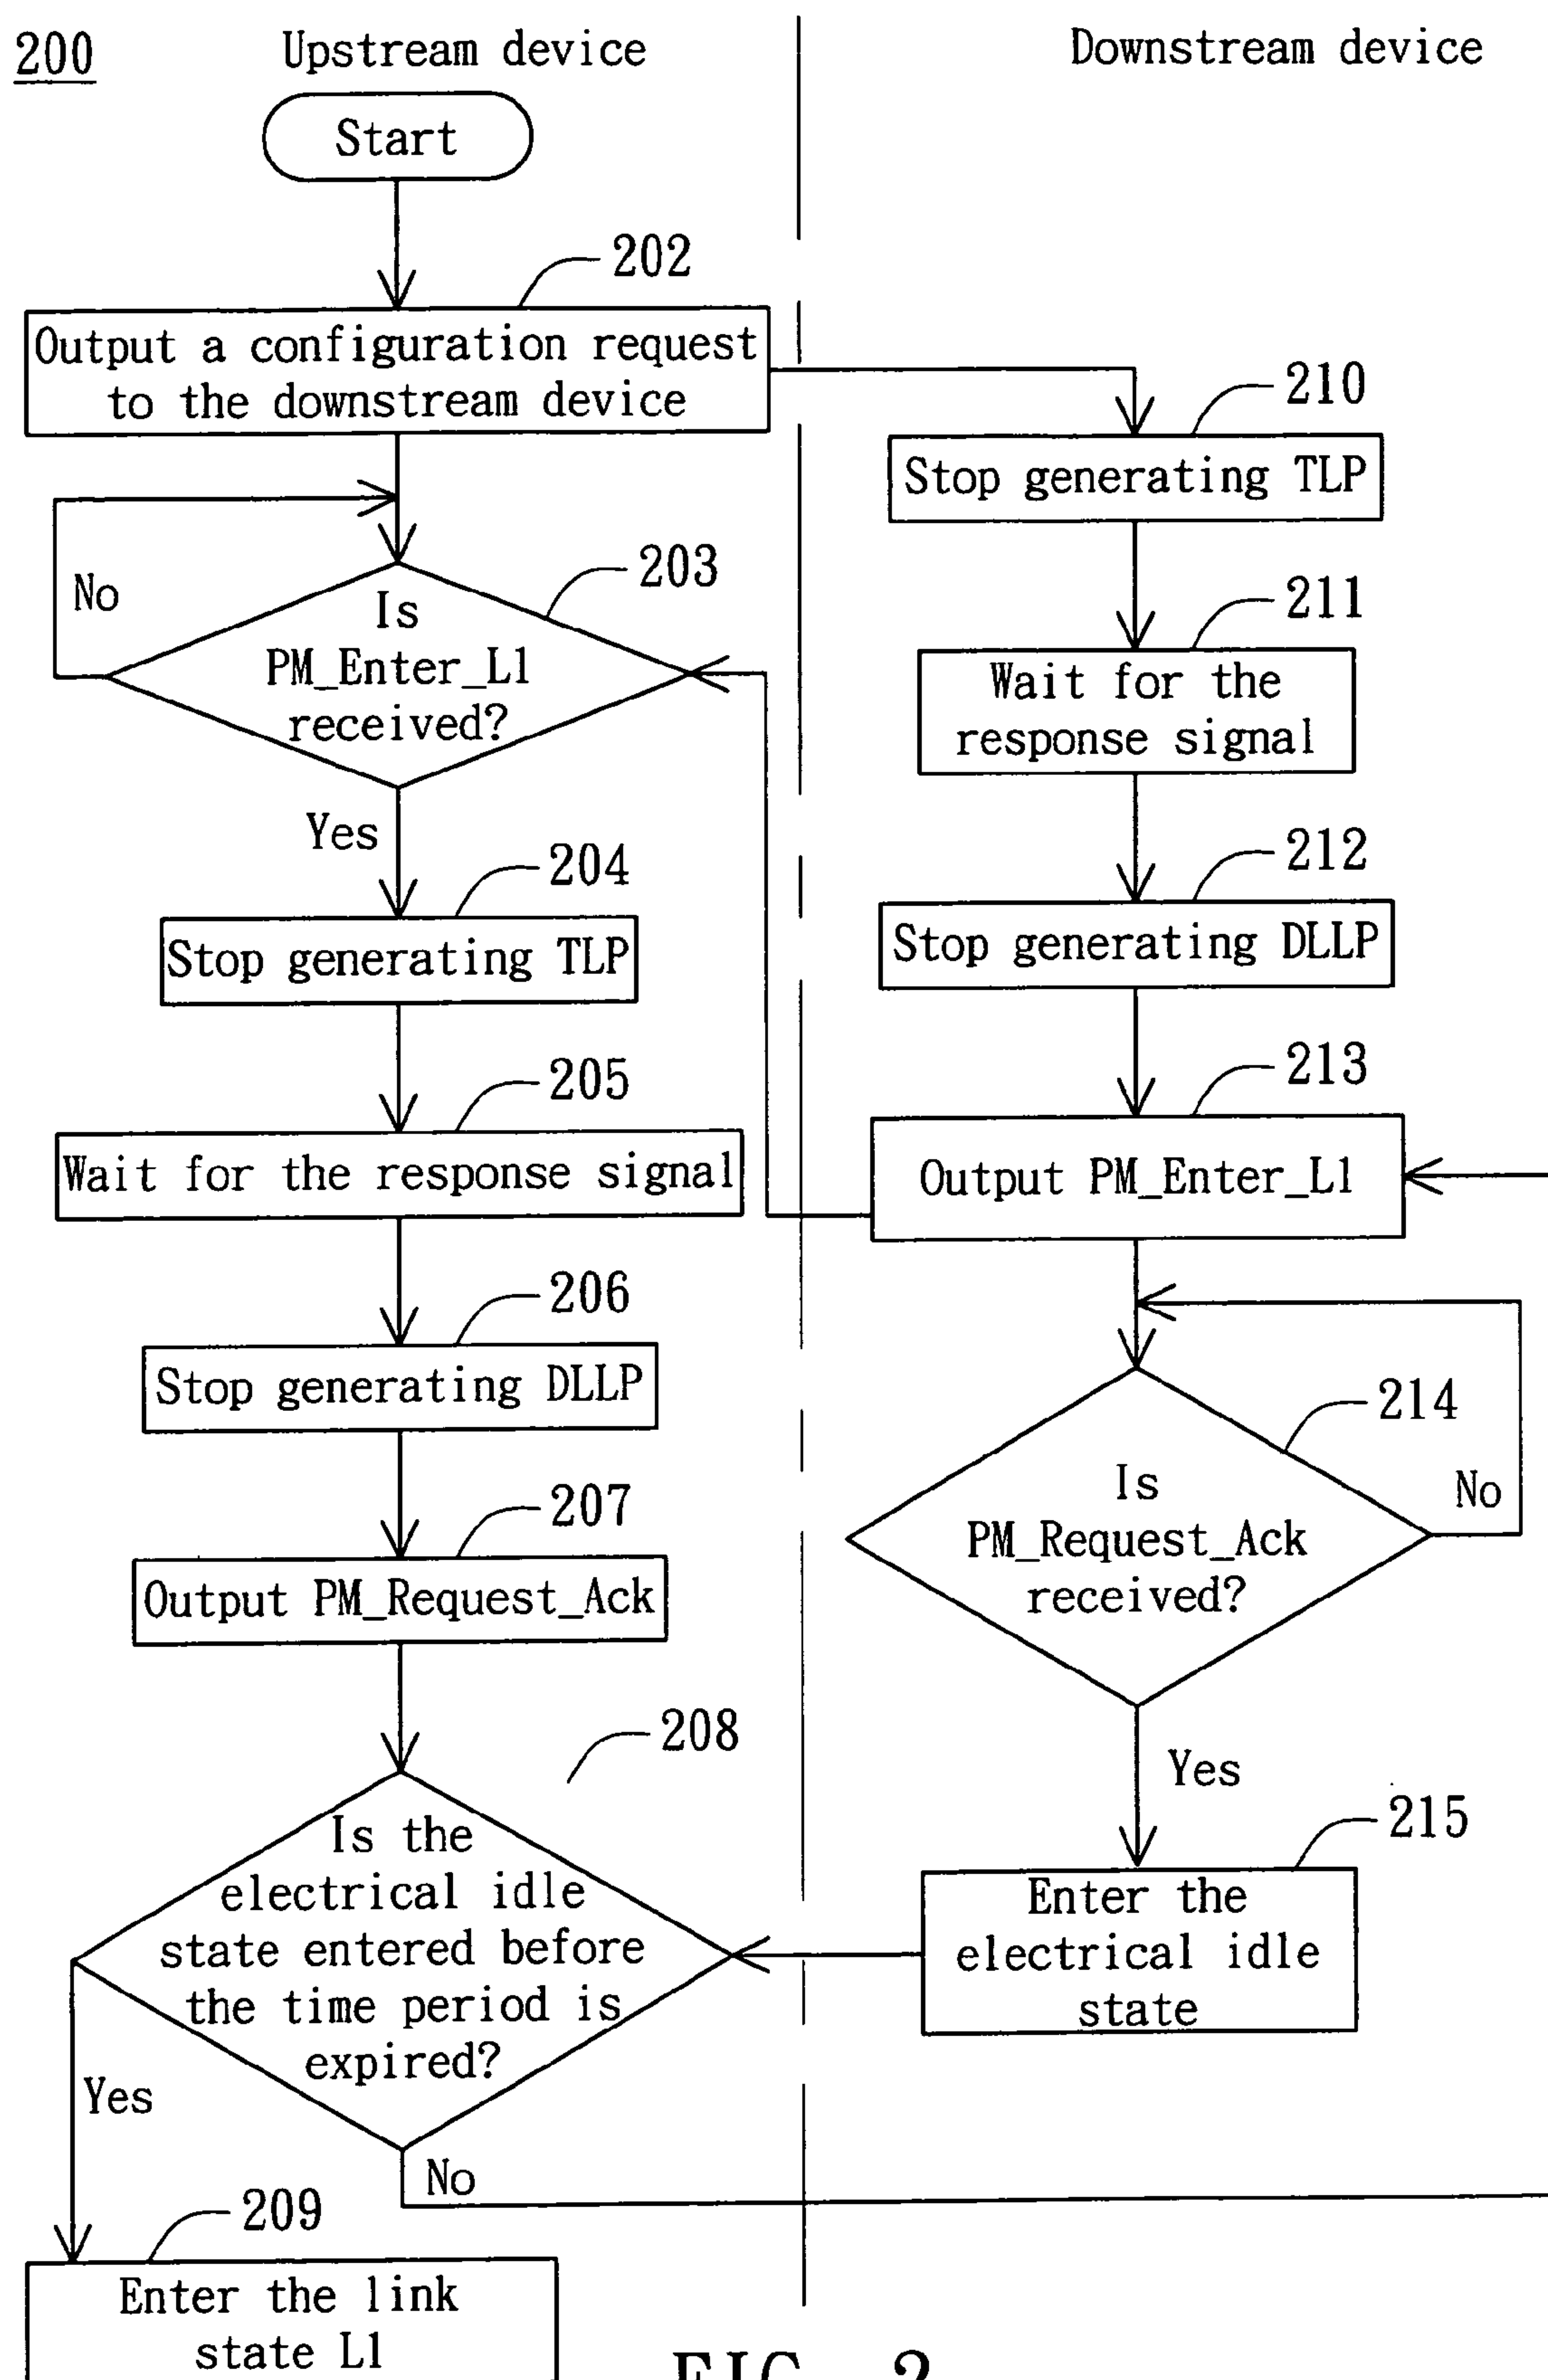 200
Upstream device
Downstream device
Start
202
Output a configuration request
to the downstream device
No
203
Is
PM_Enter_L1
received?
Yes
204
Stop generating TLP
205
Wait for the response signal
206
Stop generating DLLP
207
Output PM_Request_Ack
208
Is the
electrical idle
state entered before
the time period is
expired?
Yes
No
209
Enter the link
state L1
210
Stop generating TLP
211
Wait for the
response signal
212
Stop generating DLLP
213
Output PM_Enter_L1
214
Is
PM_Request_Ack
received?
No
Yes
215
Enter the
electrical idle
state
FIG. 2